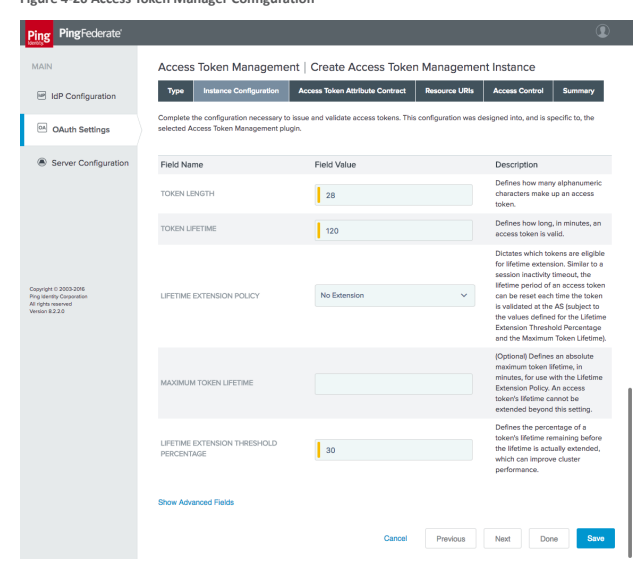 Figure 4-20 Access Token Manager Configuration
Ping
Identity
PingFederate®
MAIN
IdP Configuration
OA
OAuth Settings
Server Configuration
Copyright © 2003-2016
Ping Identity Corporation
All rights reserved
Version 8.2.2.0
Access Token Management | Create Access Token Management Instance
Type
Instance Configuration
Access Token Attribute Contract
Resource URIs
Access Control
Summary
Complete the configuration necessary to issue and validate access tokens. This configuration was designed into, and is specific to, the
selected Access Token Management plugin.
Field Name
Field Value
Description
TOKEN LENGTH
28
Defines how many alphanumeric
characters make up an access
token.
TOKEN LIFETIME
120
Defines how long, in minutes, an
access token is valid.
LIFETIME EXTENSION POLICY
No Extension
Dictates which tokens are eligible
for lifetime extension. Similar to a
session inactivity timeout, the
lifetime period of an access token
can be reset each time the token
is validated at the AS (subject to
the values defined for the Lifetime
Extension Threshold Percentage
and the Maximum Token Lifetime).
MAXIMUM TOKEN LIFETIME
(Optional) Defines an absolute
maximum token lifetime, in
minutes, for use with the Lifetime
Extension Policy. An access
token's lifetime cannot be
extended beyond this setting.
LIFETIME EXTENSION THRESHOLD
PERCENTAGE
30
Defines the percentage of a
token's lifetime remaining before
the lifetime is actually extended,
which can improve cluster
performance.
Show Advanced Fields
Cancel
Previous
Next
Done
Save